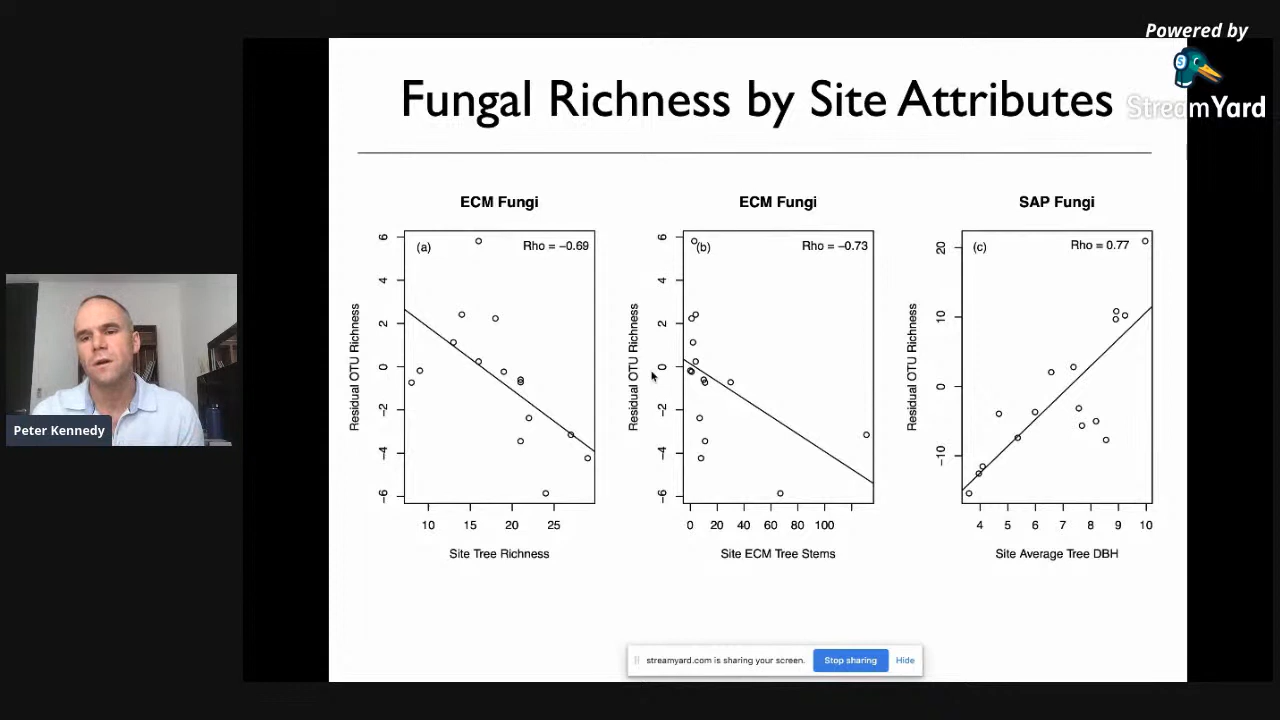 Powered by
StreamYard
Fungal Richness by Site Attributes
ECM Fungi
(a)
Rho = −0.69
6
4
2
0
−2
−4
−6
Residual OTU Richness
10 15 20 25
Site Tree Richness
ECM Fungi
(b)
Rho = −0.73
6
4
2
0
−2
−4
−6
Residual OTU Richness
0 20 40 60 80 100
Site ECM Tree Stems
SAP Fungi
(c)
Rho = 0.77
20
10
0
−10
Residual OTU Richness
4 5 6 7 8 9 10
Site Average Tree DBH
Peter Kennedy
streamyard.com is sharing your screen.
Stop sharing
Hide